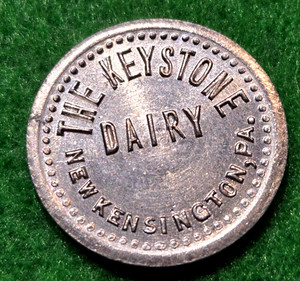 THE KEYSTONE
DAIRY
NEW KENSINGTON, PA.